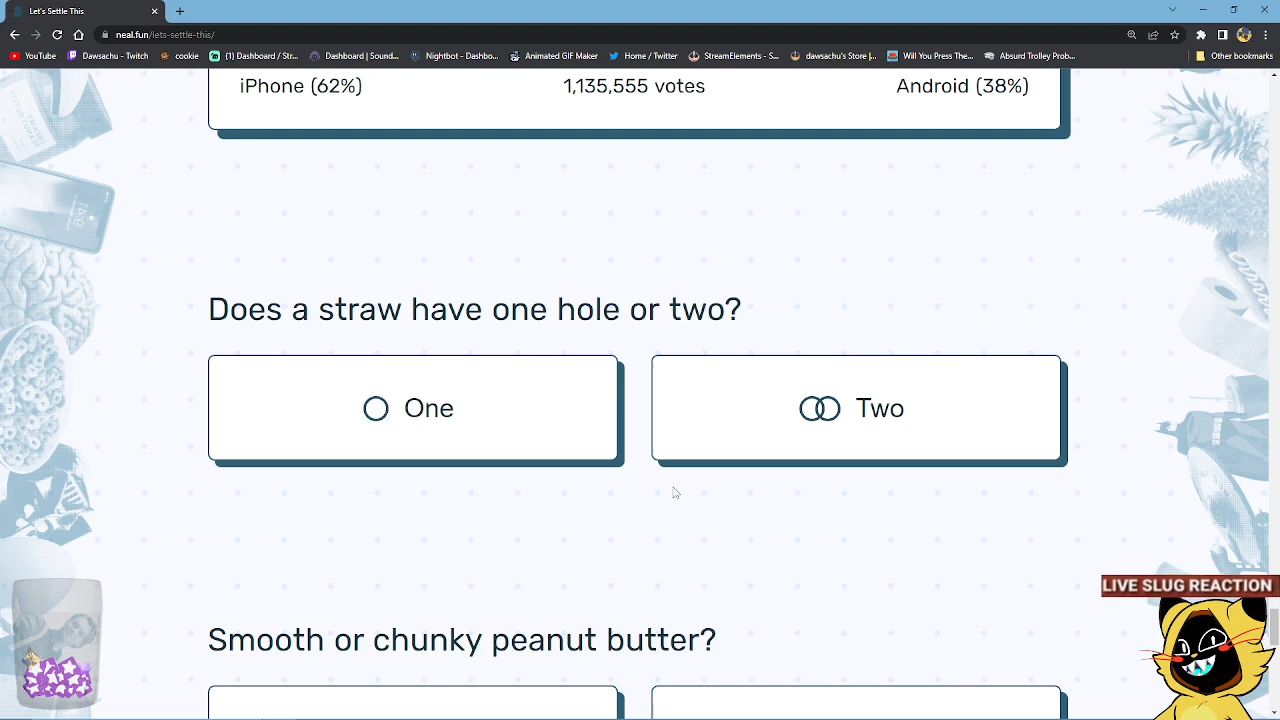 Let's Settle This
neal.fun/lets-settle-this/
YouTube
Dawsachu - Twitch
cookie
(1) Dashboard / Str...
Dashboard | Sound...
Nightbot - Dashbo...
Animated GIF Maker
Home / Twitter
StreamElements - S...
dawsachu's Store |...
Will You Press The...
Absurd Trolley Prob...
Other bookmarks
iPhone (62%)
1,135,555 votes
Android (38%)
Does a straw have one hole or two?
One
Two
LIVE SLUG REACTION
Smooth or chunky peanut butter?